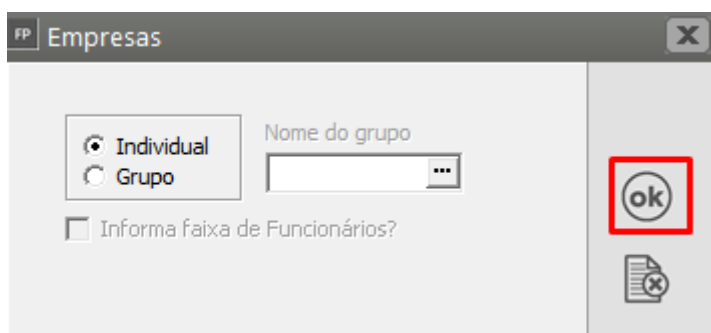 FP Empresas
Individual
Grupo
Nome do grupo
...
Informa faixa de Funcionários?
ok